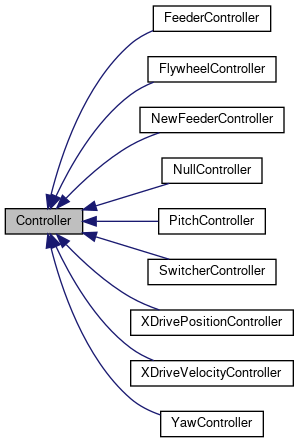 FeederController
FlywheelController
NewFeederController
NullController
Controller
PitchController
SwitcherController
XDrivePositionController
XDriveVelocityController
YawController